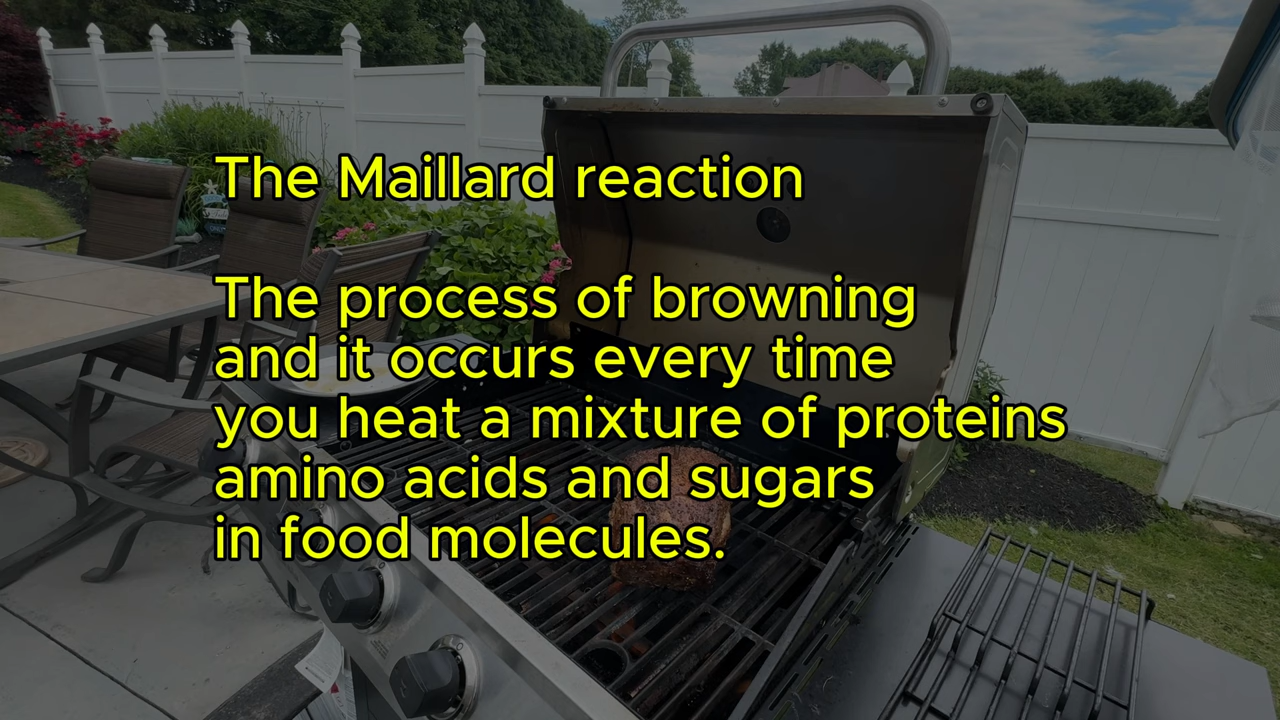 The Maillard reaction
The process of browning
and it occurs every time
you heat a mixture of proteins
amino acids and sugars
in food molecules.